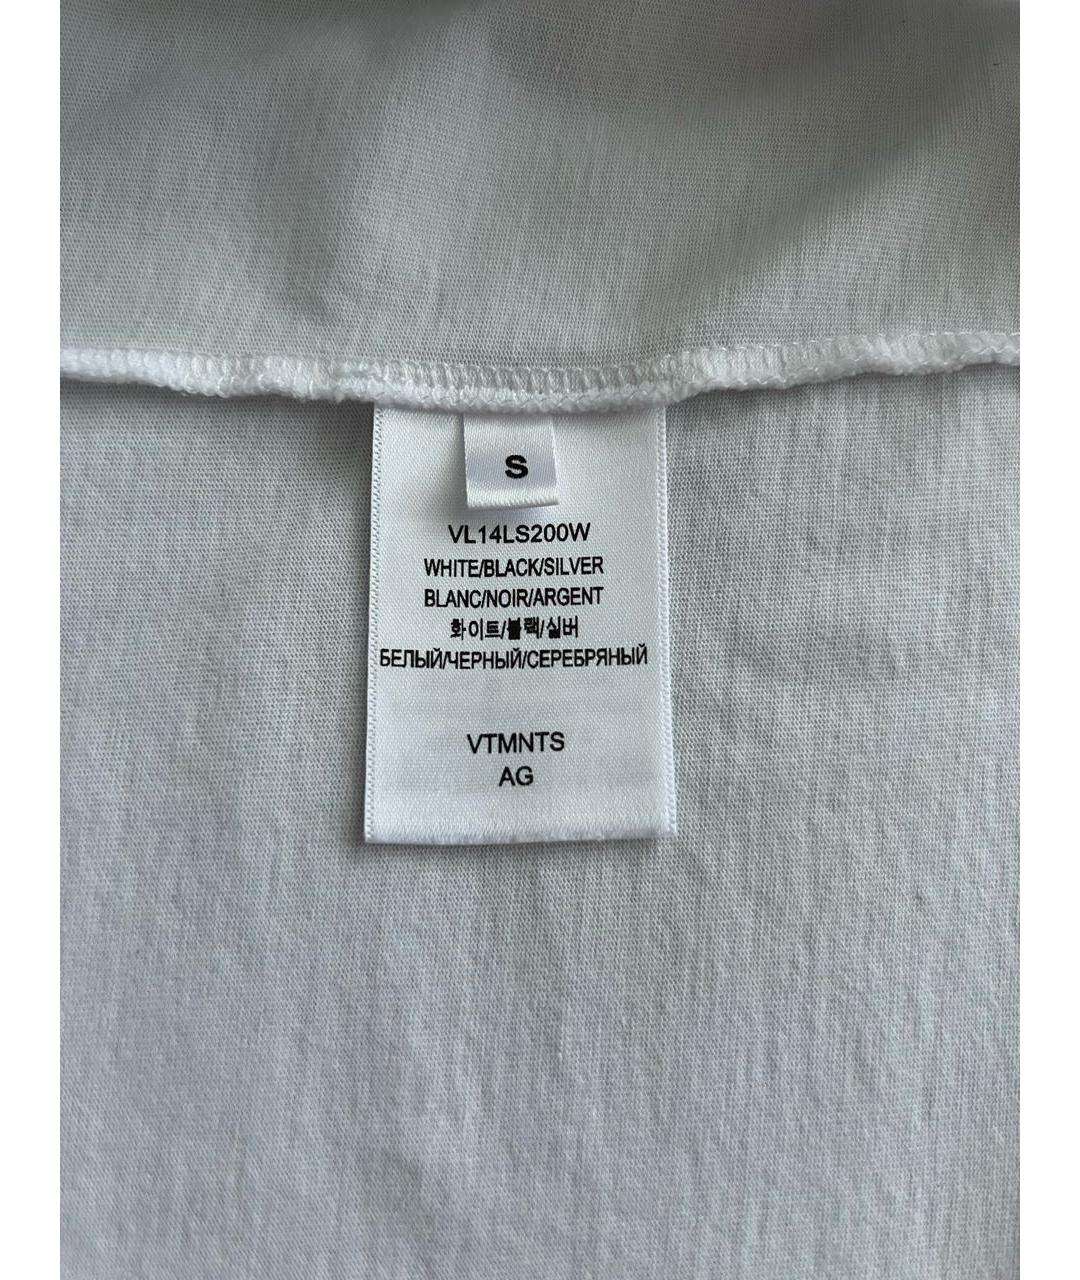 S
VL14LS200W
WHITE/BLACK/SILVER
BLANC/NOIR/ARGENT
화이트/블랙/실버
БЕЛЫЙ/ЧЕРНЫЙ/СЕРЕБРЯНЫЙ
VTMNTS
AG